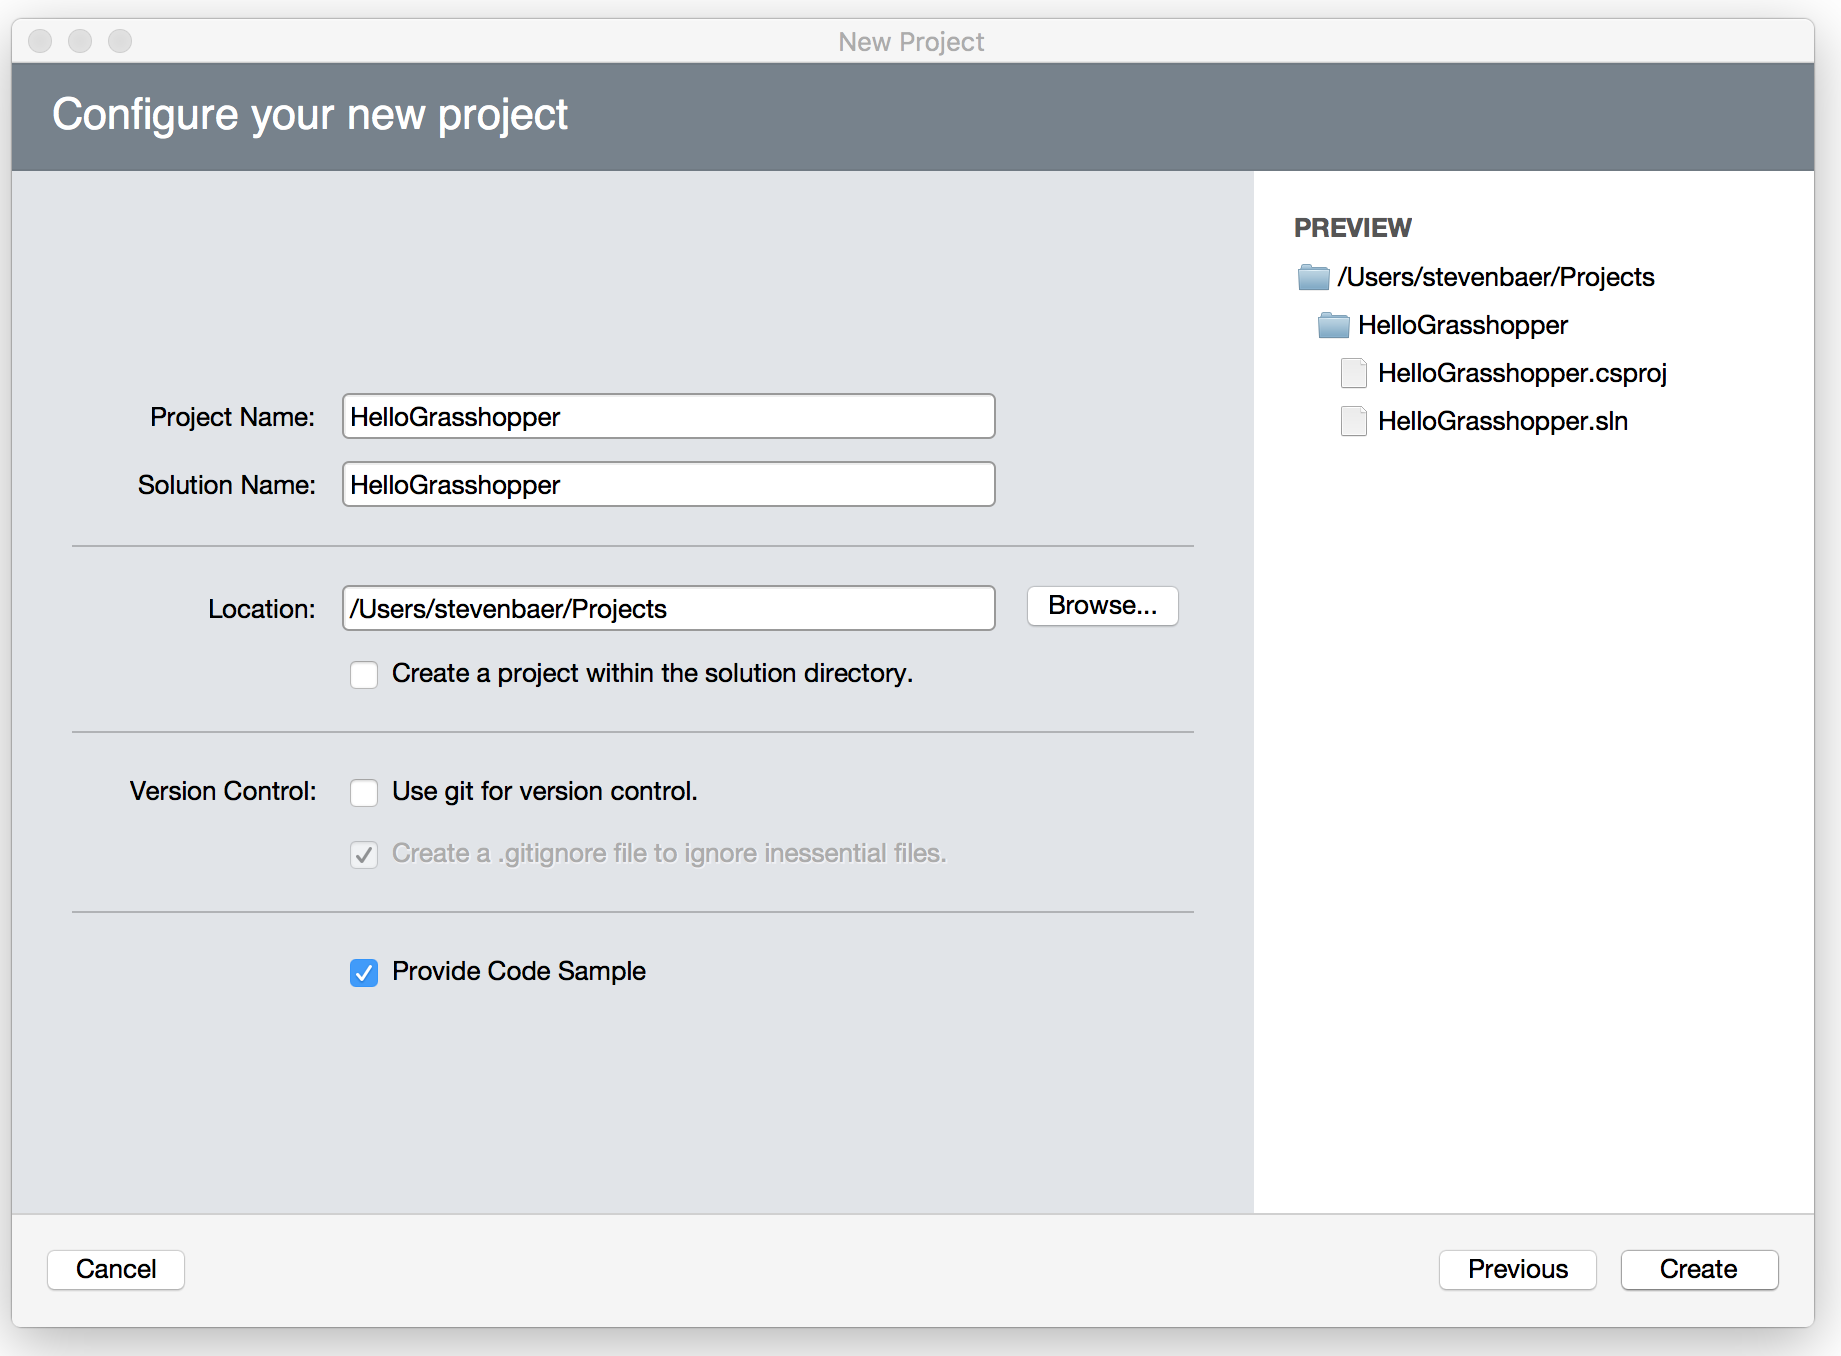 New Project
Configure your new project
Project Name: HelloGrasshopper
Solution Name: HelloGrasshopper
Location: /Users/stevenbaer/Projects Browse...
Create a project within the solution directory.
Version Control: Use git for version control.
Create a .gitignore file to ignore inessential files.
Provide Code Sample
PREVIEW
/Users/stevenbaer/Projects
HelloGrasshopper
HelloGrasshopper.csproj
HelloGrasshopper.sln
Cancel Previous Create